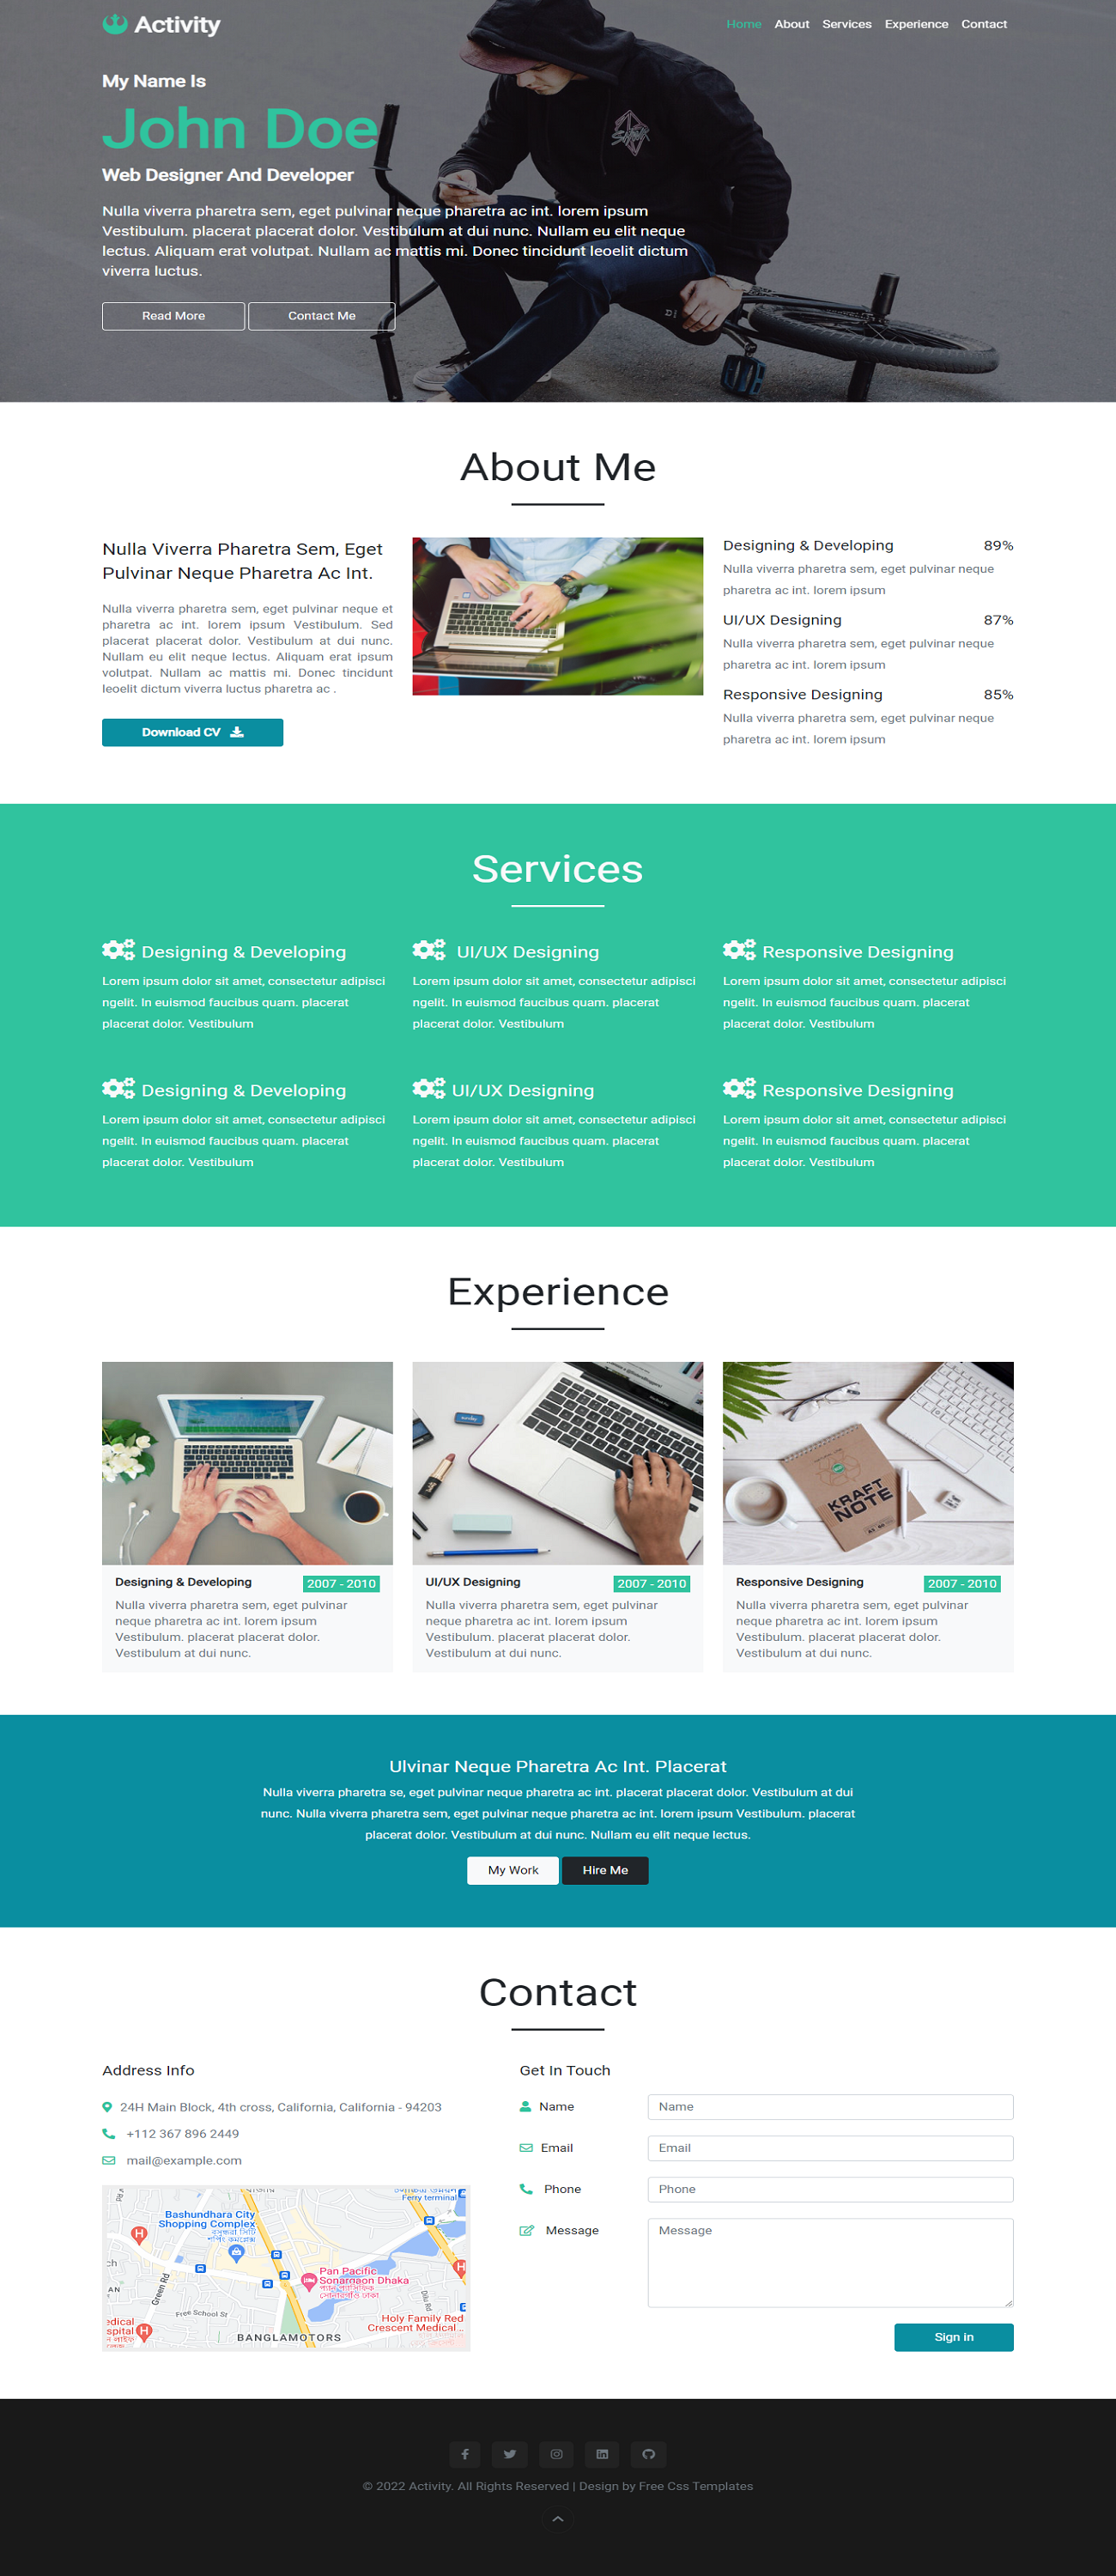 Activity
Home About Services Experience Contact
My Name Is
John Doe
Web Designer And Developer
Nulla viverra pharetra sem, eget pulvinar neque pharetra ac int. lorem ipsum
Vestibulum. placerat placerat dolor. Vestibulum at dui nunc. Nullam eu elit neque
lectus. Aliquam erat volutpat. Nullam ac mattis mi. Donec tincidunt leoelit dictum
viverra luctus.
Read More Contact Me
About Me
Nulla Viverra Pharetra Sem, Eget
Pulvinar Neque Pharetra Ac Int.
Nulla viverra pharetra sem, eget pulvinar neque et
pharetra ac int. lorem ipsum Vestibulum. Sed
placerat placerat dolor. Vestibulum at dui nunc.
Nullam eu elit neque lectus. Aliquam erat ipsum
volutpat. Nullam ac mattis mi. Donec tincidunt
leoelit dictum viverra luctus pharetra ac .
Download CV
Designing & Developing 89%
Nulla viverra pharetra sem, eget pulvinar neque
pharetra ac int. lorem ipsum
UI/UX Designing 87%
Nulla viverra pharetra sem, eget pulvinar neque
pharetra ac int. lorem ipsum
Responsive Designing 85%
Nulla viverra pharetra sem, eget pulvinar neque
pharetra ac int. lorem ipsum
Services
Designing & Developing
Lorem ipsum dolor sit amet, consectetur adipisci
ngelit. In euismod faucibus quam. placerat
placerat dolor. Vestibulum
UI/UX Designing
Lorem ipsum dolor sit amet, consectetur adipisci
ngelit. In euismod faucibus quam. placerat
placerat dolor. Vestibulum
Responsive Designing
Lorem ipsum dolor sit amet, consectetur adipisci
ngelit. In euismod faucibus quam. placerat
placerat dolor. Vestibulum
Designing & Developing
Lorem ipsum dolor sit amet, consectetur adipisci
ngelit. In euismod faucibus quam. placerat
placerat dolor. Vestibulum
UI/UX Designing
Lorem ipsum dolor sit amet, consectetur adipisci
ngelit. In euismod faucibus quam. placerat
placerat dolor. Vestibulum
Responsive Designing
Lorem ipsum dolor sit amet, consectetur adipisci
ngelit. In euismod faucibus quam. placerat
placerat dolor. Vestibulum
Experience
Designing & Developing 2007 - 2010
Nulla viverra pharetra sem, eget pulvinar
neque pharetra ac int. lorem ipsum
Vestibulum. placerat placerat dolor.
Vestibulum at dui nunc.
UI/UX Designing 2007 - 2010
Nulla viverra pharetra sem, eget pulvinar
neque pharetra ac int. lorem ipsum
Vestibulum. placerat placerat dolor.
Vestibulum at dui nunc.
KRAFT
NOTE
Responsive Designing 2007 - 2010
Nulla viverra pharetra sem, eget pulvinar
neque pharetra ac int. lorem ipsum
Vestibulum. placerat placerat dolor.
Vestibulum at dui nunc.
Ulvinar Neque Pharetra Ac Int. Placerat
Nulla viverra pharetra se, eget pulvinar neque pharetra ac int. placerat placerat dolor. Vestibulum at dui
nunc. Nulla viverra pharetra sem, eget pulvinar neque pharetra ac int. lorem ipsum Vestibulum. placerat
placerat dolor. Vestibulum at dui nunc. Nullam eu elit neque lectus.
My Work Hire Me
Contact
Address Info
24H Main Block, 4th cross, California, California - 94203
+112 367 896 2449
mail@example.com
Ferry terminal
Bashundhara City
Shopping Complex
Pan Pacific
Sonargaon Dhaka
Green Rd
Free School St
Holy Family Red
Crescent Medical ..
BANGLAMOTORS
Get In Touch
Name Name
Email Email
Phone Phone
Message Message
Sign in
© 2022 Activity. All Rights Reserved | Design by Free Css Templates